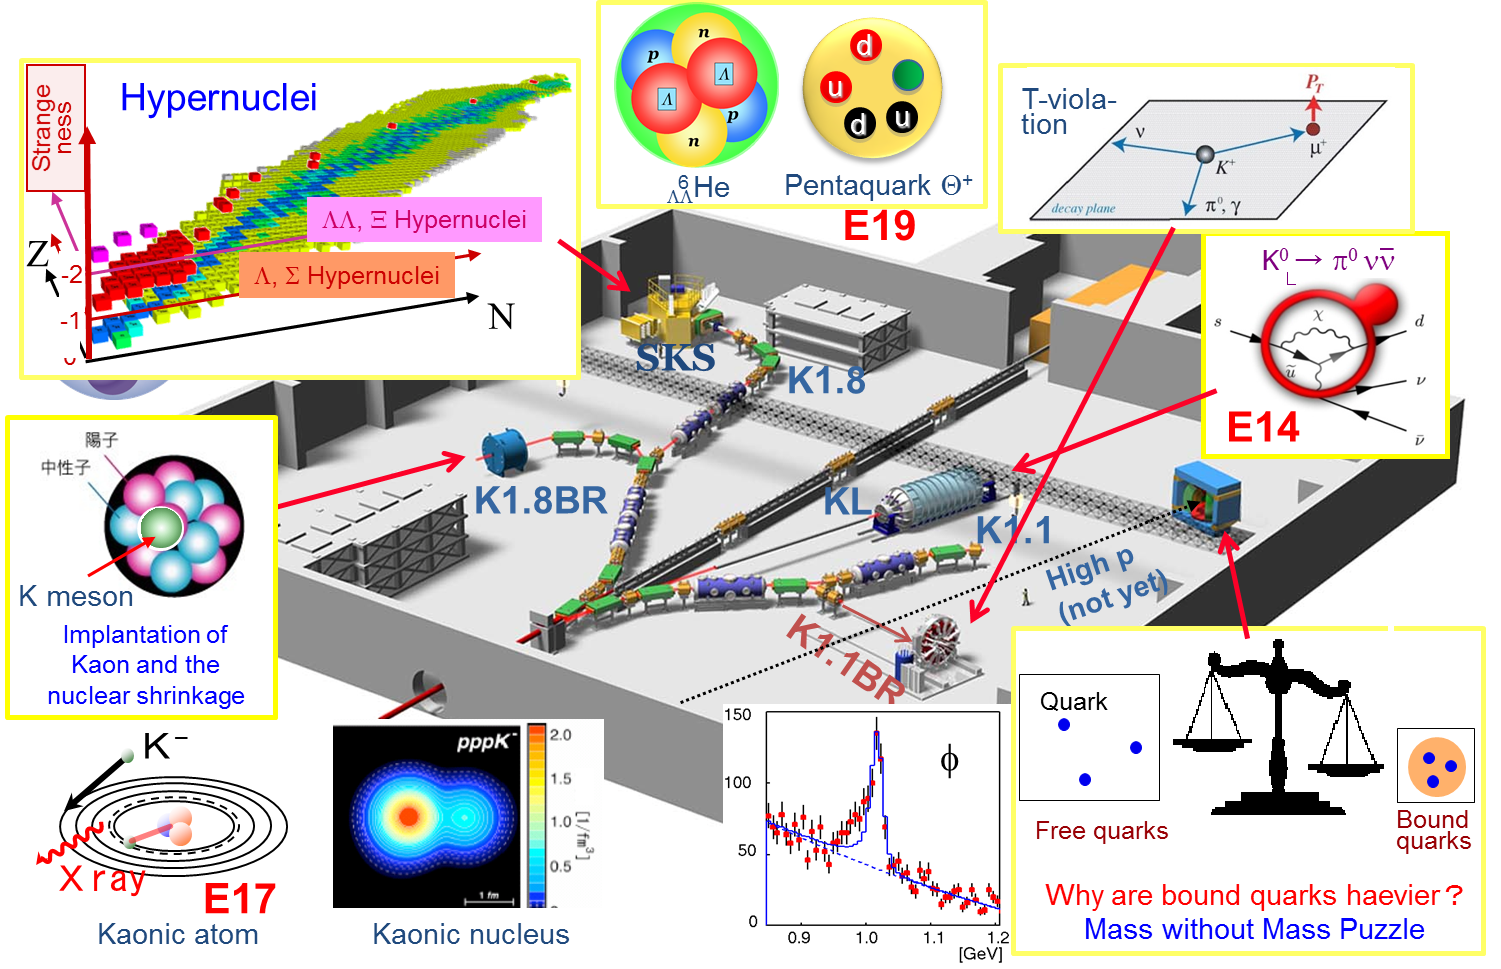 Strange
ness
Hypernuclei
ΛΛ, Ξ Hypernuclei
Λ, Σ Hypernuclei
Z
-2
-1
0
N
n
p
Λ
Λ
p
n
d
u
d
u
6
ΛΛHe
Pentaquark Θ+
E19
T-viola-
tion
PT
ν
K+
μ+
π0, γ
decay plane
K0L → π0 νν̄
s
χ
d
ũ
ν
ν̄
E14
SKS
K1.8
K1.8BR
KL
K1.1
High p
(not yet)
K1.1BR
陽子
中性子
K meson
Implantation of
Kaon and the
nuclear shrinkage
K−
X ray
E17
Kaonic atom
pppK-
2.0
1.5
1.0
0.5
0
[1/fm3]
1 fm
Kaonic nucleus
150
100
50
0
ϕ
0.9
1.0
1.1
1.2
[GeV]
Quark
Free quarks
Bound
quarks
Why are bound quarks haevier?
Mass without Mass Puzzle